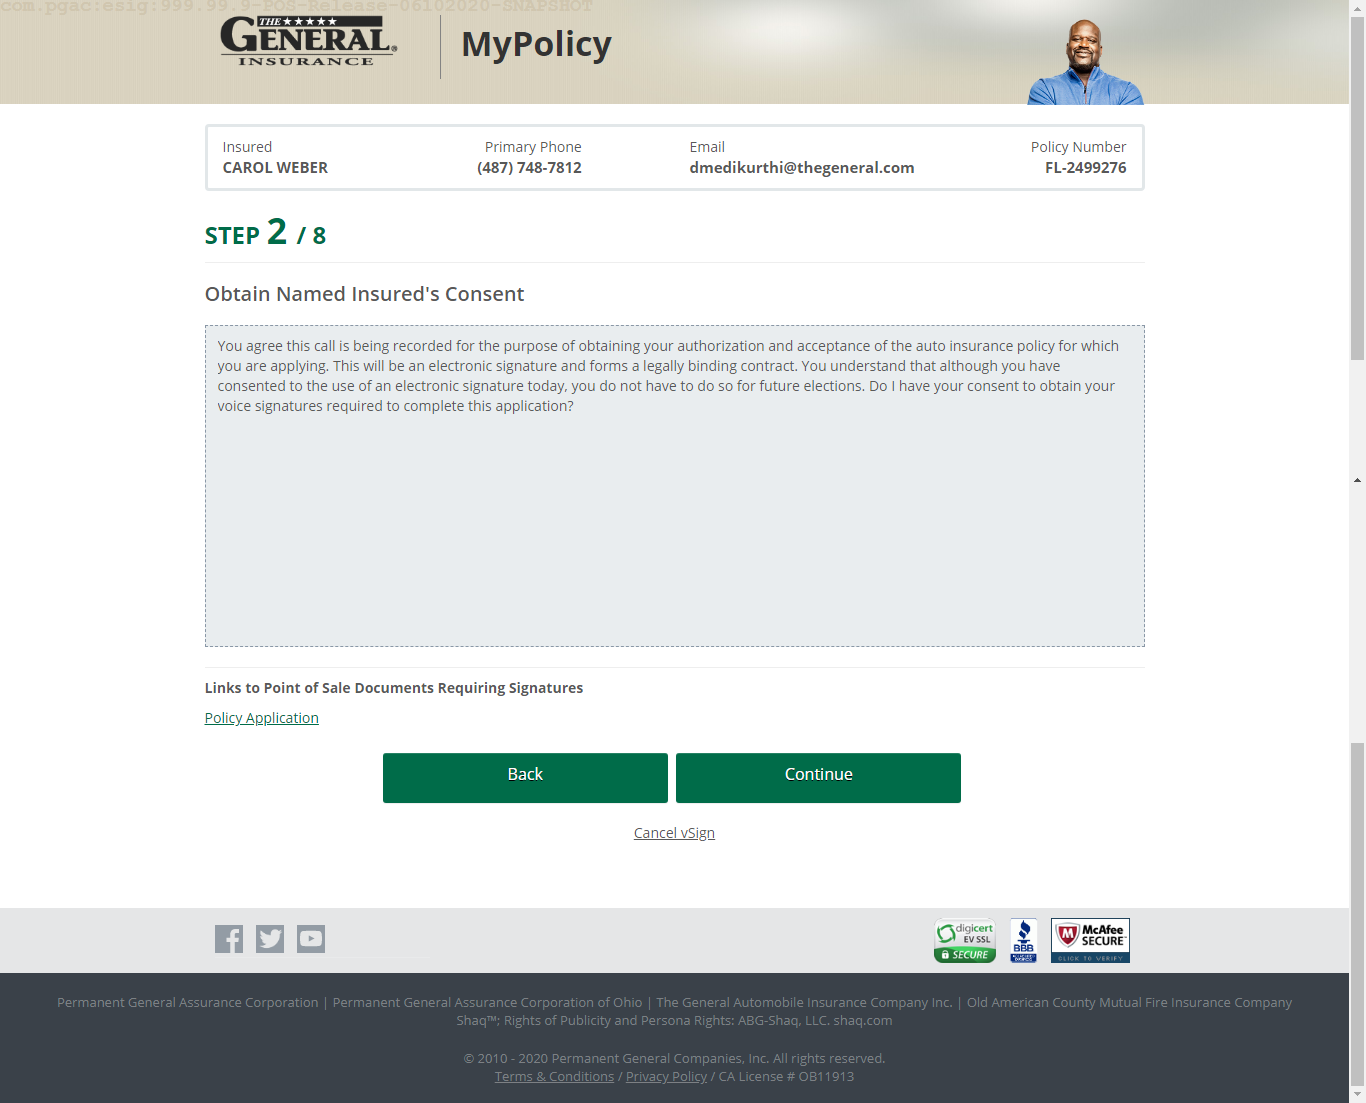 com.pgac:esig:999.99.9-POS-Release-06102020-SNAPSHOT
THE
GENERAL®
INSURANCE
MyPolicy
Insured
CAROL WEBER
Primary Phone
(487) 748-7812
Email
dmedikurthi@thegeneral.com
Policy Number
FL-2499276
STEP 2 / 8
Obtain Named Insured's Consent
You agree this call is being recorded for the purpose of obtaining your authorization and acceptance of the auto insurance policy for which
you are applying. This will be an electronic signature and forms a legally binding contract. You understand that although you have
consented to the use of an electronic signature today, you do not have to do so for future elections. Do I have your consent to obtain your
voice signatures required to complete this application?
Links to Point of Sale Documents Requiring Signatures
Policy Application
Back
Continue
Cancel vSign
digicert
EV SSL
SECURE
BBB
ACCREDITED
BUSINESS
McAfee
SECURE™
CLICK TO VERIFY
Permanent General Assurance Corporation | Permanent General Assurance Corporation of Ohio | The General Automobile Insurance Company Inc. | Old American County Mutual Fire Insurance Company
Shaq™; Rights of Publicity and Persona Rights: ABG-Shaq, LLC. shaq.com
© 2010 - 2020 Permanent General Companies, Inc. All rights reserved.
Terms & Conditions / Privacy Policy / CA License # OB11913